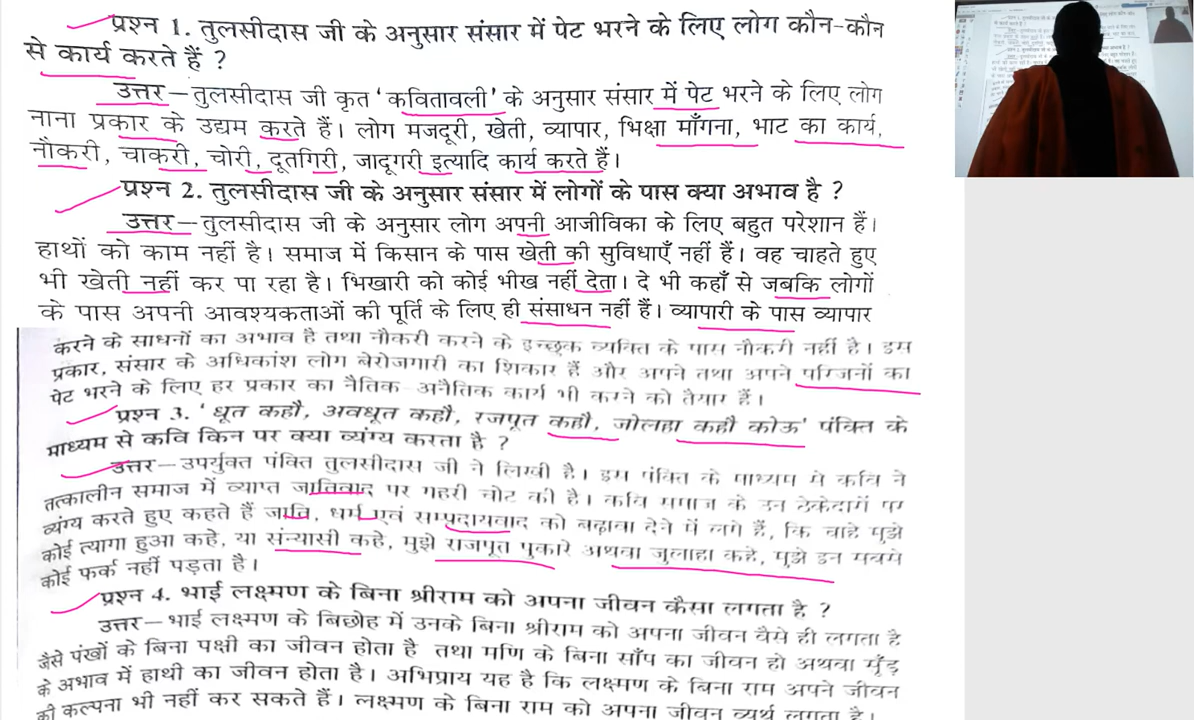 प्रश्न 1. तुलसीदास जी के अनुसार संसार में पेट भरने के लिए लोग कौन-कौन
से कार्य करते हैं ?
उत्तर–तुलसीदास जी कृत 'कवितावली' के अनुसार संसार में पेट भरने के लिए लोग
नाना प्रकार के उद्यम करते हैं। लोग मजदूरी, खेती, व्यापार, भिक्षा माँगना, भाट का कार्य,
नौकरी, चाकरी, चोरी, दूतगिरी, जादूगरी इत्यादि कार्य करते हैं।
प्रश्न 2. तुलसीदास जी के अनुसार संसार में लोगों के पास क्या अभाव है ?
उत्तर–तुलसीदास जी के अनुसार लोग अपनी आजीविका के लिए बहुत परेशान हैं।
हाथों को काम नहीं है। समाज में किसान के पास खेती की सुविधाएँ नहीं हैं। वह चाहते हुए
भी खेती नहीं कर पा रहा है। भिखारी को कोई भीख नहीं देता। दे भी कहाँ से जबकि लोगों
के पास अपनी आवश्यकताओं की पूर्ति के लिए ही संसाधन नहीं हैं। व्यापारी के पास व्यापार
करने के साधनों का अभाव है तथा नौकरी करने के इच्छुक व्यक्ति के पास नौकरी नहीं है। इस
प्रकार, संसार के अधिकांश लोग बेरोजगारी का शिकार हैं और अपने तथा अपने परिजनों का
पेट भरने के लिए हर प्रकार का नैतिक अनैतिक कार्य भी करने को तैयार हैं।
प्रश्न 3. 'धूत कहौ, अवधूत कहौ, रजपूत कहौ, जोलहा कहौ कोऊ' पंक्ति के
माध्यम से कवि किन पर क्या व्यंग्य करता है ?
उत्तर–उपर्युक्त पंक्ति तुलसीदास जी ने लिखी है। इस पंक्ति के माध्यम से कवि ने
तत्कालीन समाज में व्याप्त जातिवाद पर गहरी चोट की है। कवि समाज के उन ठेकेदारों पर
व्यंग्य करते हुए कहते हैं जाति, धर्म एवं सम्प्रदायवाद को बढ़ावा देने में लगे हैं, कि चाहे मुझे
कोई त्यागा हुआ कहे, या संन्यासी कहे, मुझे राजपूत पुकारे अथवा जुलाहा कहे, मुझे इन सबसे
कोई फर्क नहीं पड़ता है।
प्रश्न 4. भाई लक्ष्मण के बिना श्रीराम को अपना जीवन कैसा लगता है ?
उत्तर–भाई लक्ष्मण के बिछोह में उनके बिना श्रीराम को अपना जीवन वैसे ही लगता है
जैसे पंखों के बिना पक्षी का जीवन होता है तथा मणि के बिना साँप का जीवन हो अथवा सूँड़
के अभाव में हाथी का जीवन होता है। अभिप्राय यह है कि लक्ष्मण के बिना राम अपने जीवन
की कल्पना भी नहीं कर सकते हैं। लक्ष्मण के बिना राम को अपना जीवन व्यर्थ लगता है।